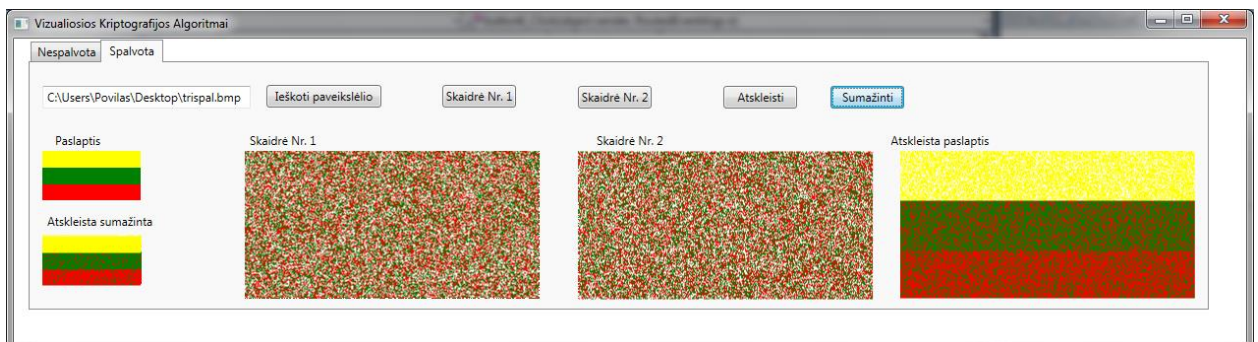 Vizualiosios Kriptografijos Algoritmai
Nespalvota Spalvota
C:\Users\Povilas\Desktop\trispal.bmp Ieškoti paveikslėlio Skaidrė Nr. 1 Skaidrė Nr. 2 Atskleisti Sumažinti
Paslaptis Skaidrė Nr. 1 Skaidrė Nr. 2 Atskleista paslaptis
Atskleista sumažinta